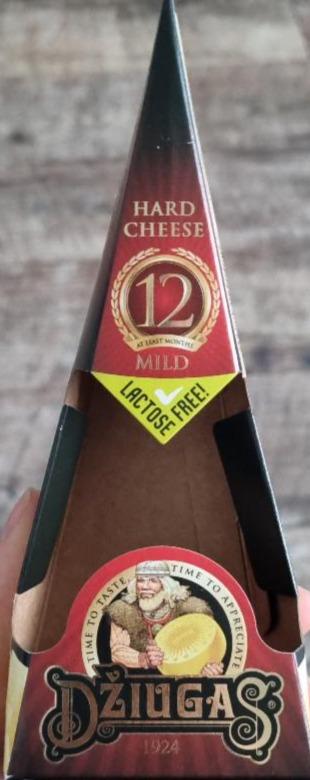 HARD
CHEESE
12
AT LEAST MONTHS
MILD
LACTOSE FREE!
TIME TO TASTE TIME TO APPRECIATE
DŽIUGAS
1924